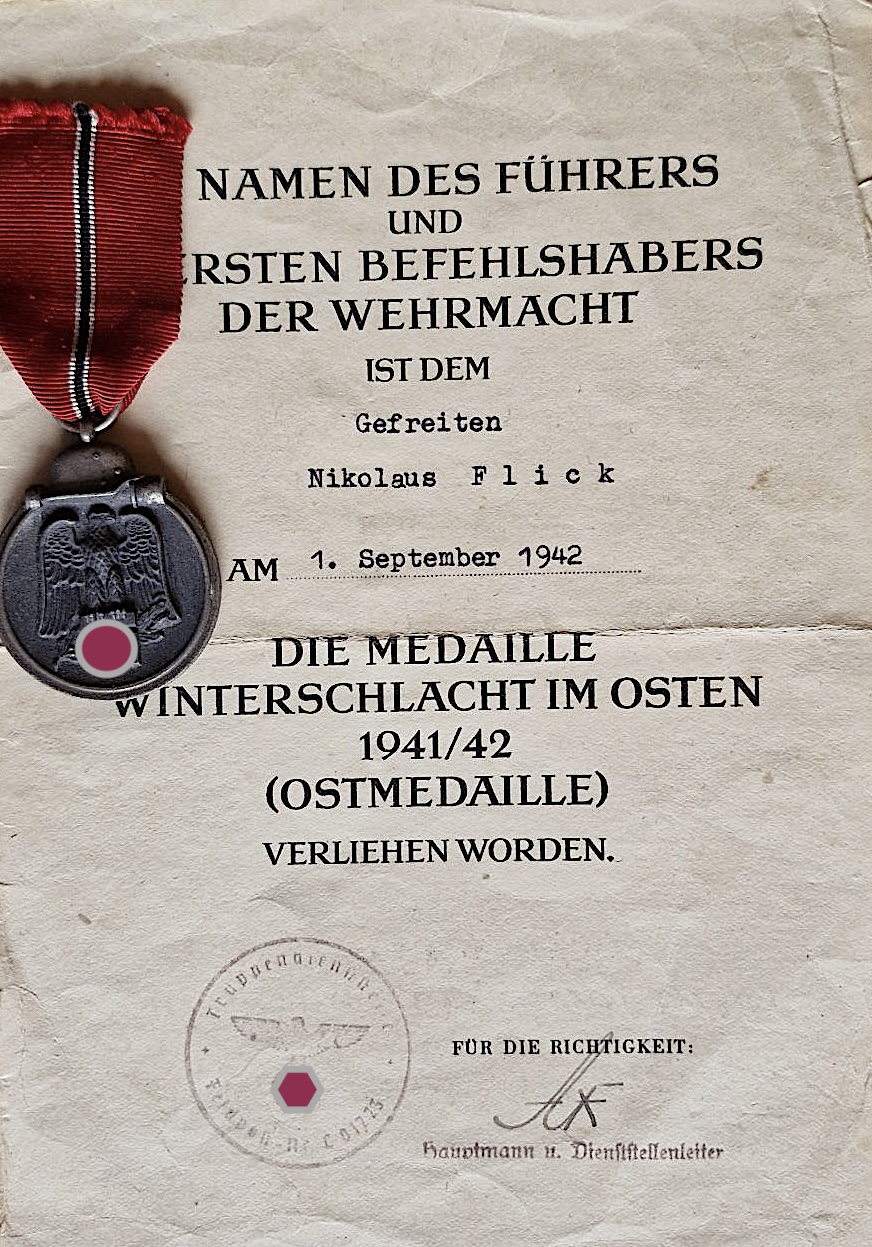 NAMEN DES FÜHRERS
UND
ERSTEN BEFEHLSHABERS
DER WEHRMACHT
IST DEM
Gefreiten
Nikolaus Flick
AM 1. September 1942
DIE MEDAILLE
WINTERSCHLACHT IM OSTEN
1941/42
(OSTMEDAILLE)
VERLIEHEN WORDEN.
FÜR DIE RICHTIGKEIT:
Hauptmann u. Dienststellenleiter